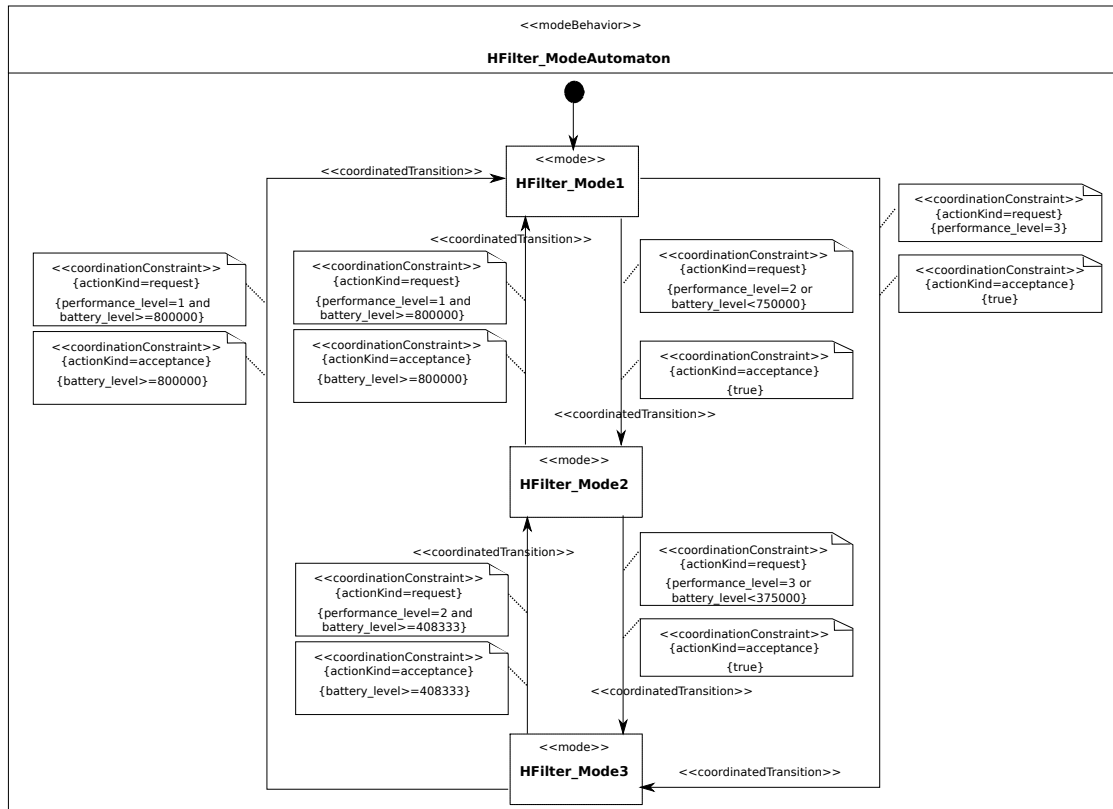 <<modeBehavior>>
HFilter_ModeAutomaton
<<mode>>
HFilter_Mode1
<<coordinatedTransition>>
<<coordinatedTransition>>
<<coordinationConstraint>>
{actionKind=request}
{performance_level=3}
<<coordinationConstraint>>
{actionKind=acceptance}
{true}
<<coordinationConstraint>>
{actionKind=request}
{performance_level=1 and
battery_level>=800000}
<<coordinationConstraint>>
{actionKind=acceptance}
{battery_level>=800000}
<<coordinationConstraint>>
{actionKind=request}
{performance_level=1 and
battery_level>=800000}
<<coordinationConstraint>>
{actionKind=acceptance}
{battery_level>=800000}
<<coordinationConstraint>>
{actionKind=request}
{performance_level=2 or
battery_level<750000}
<<coordinationConstraint>>
{actionKind=acceptance}
{true}
<<coordinatedTransition>>
<<mode>>
HFilter_Mode2
<<coordinatedTransition>>
<<coordinationConstraint>>
{actionKind=request}
{performance_level=2 and
battery_level>=408333}
<<coordinationConstraint>>
{actionKind=acceptance}
{battery_level>=408333}
<<coordinationConstraint>>
{actionKind=request}
{performance_level=3 or
battery_level<375000}
<<coordinationConstraint>>
{actionKind=acceptance}
{true}
<<coordinatedTransition>>
<<mode>>
HFilter_Mode3
<<coordinatedTransition>>